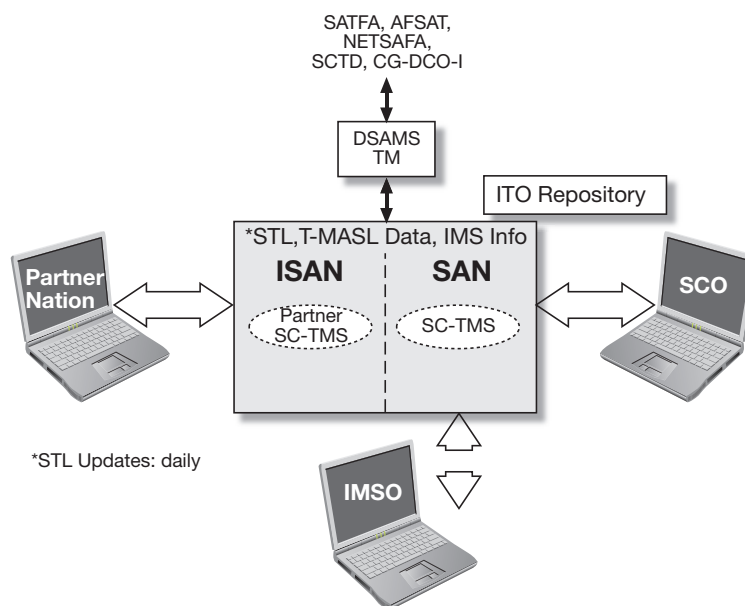 SATFA, AFSAT,
NETSAFA,
SCTD, CG-DCO-I
DSAMS
TM
ITO Repository
*STL,T-MASL Data, IMS Info
ISAN
SAN
Partner
Nation
Partner
SC-TMS
SC-TMS
SCO
*STL Updates: daily
IMSO